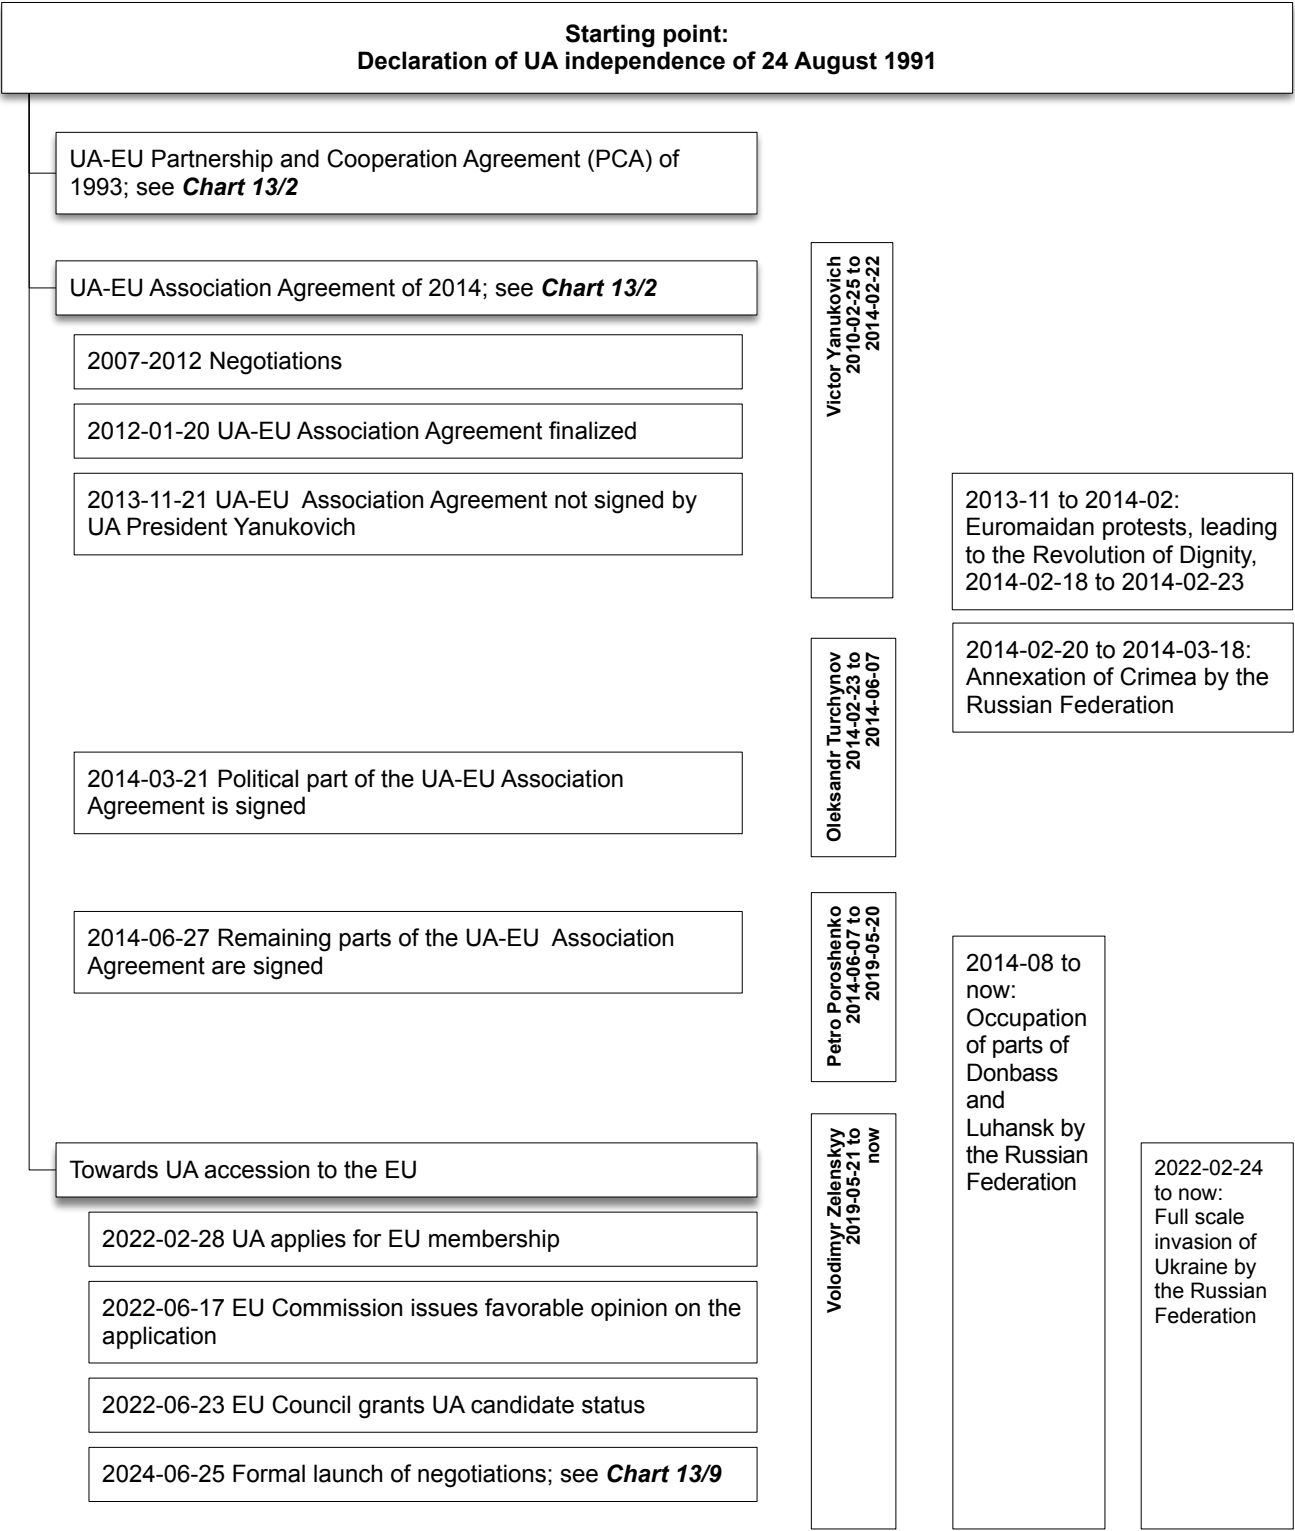 Starting point:
Declaration of UA independence of 24 August 1991
UA-EU Partnership and Cooperation Agreement (PCA) of
1993; see Chart 13/2
UA-EU Association Agreement of 2014; see Chart 13/2
2007-2012 Negotiations
2012-01-20 UA-EU Association Agreement finalized
2013-11-21 UA-EU  Association Agreement not signed by
UA President Yanukovich
2014-03-21 Political part of the UA-EU Association
Agreement is signed
2014-06-27 Remaining parts of the UA-EU  Association
Agreement are signed
Towards UA accession to the EU
2022-02-28 UA applies for EU membership
2022-06-17 EU Commission issues favorable opinion on the
application
2022-06-23 EU Council grants UA candidate status
2024-06-25 Formal launch of negotiations; see Chart 13/9
Victor Yanukovich
2010-02-25 to
2014-02-22
Oleksandr Turchynov
2014-02-23 to
2014-06-07
Petro Poroshenko
2014-06-07 to
2019-05-20
Volodimyr Zelenskyy
2019-05-21 to
now
2013-11 to 2014-02:
Euromaidan protests, leading
to the Revolution of Dignity,
2014-02-18 to 2014-02-23
2014-02-20 to 2014-03-18:
Annexation of Crimea by the
Russian Federation
2014-08 to
now:
Occupation
of parts of
Donbass
and
Luhansk by
the Russian
Federation
2022-02-24
to now:
Full scale
invasion of
Ukraine by
the Russian
Federation